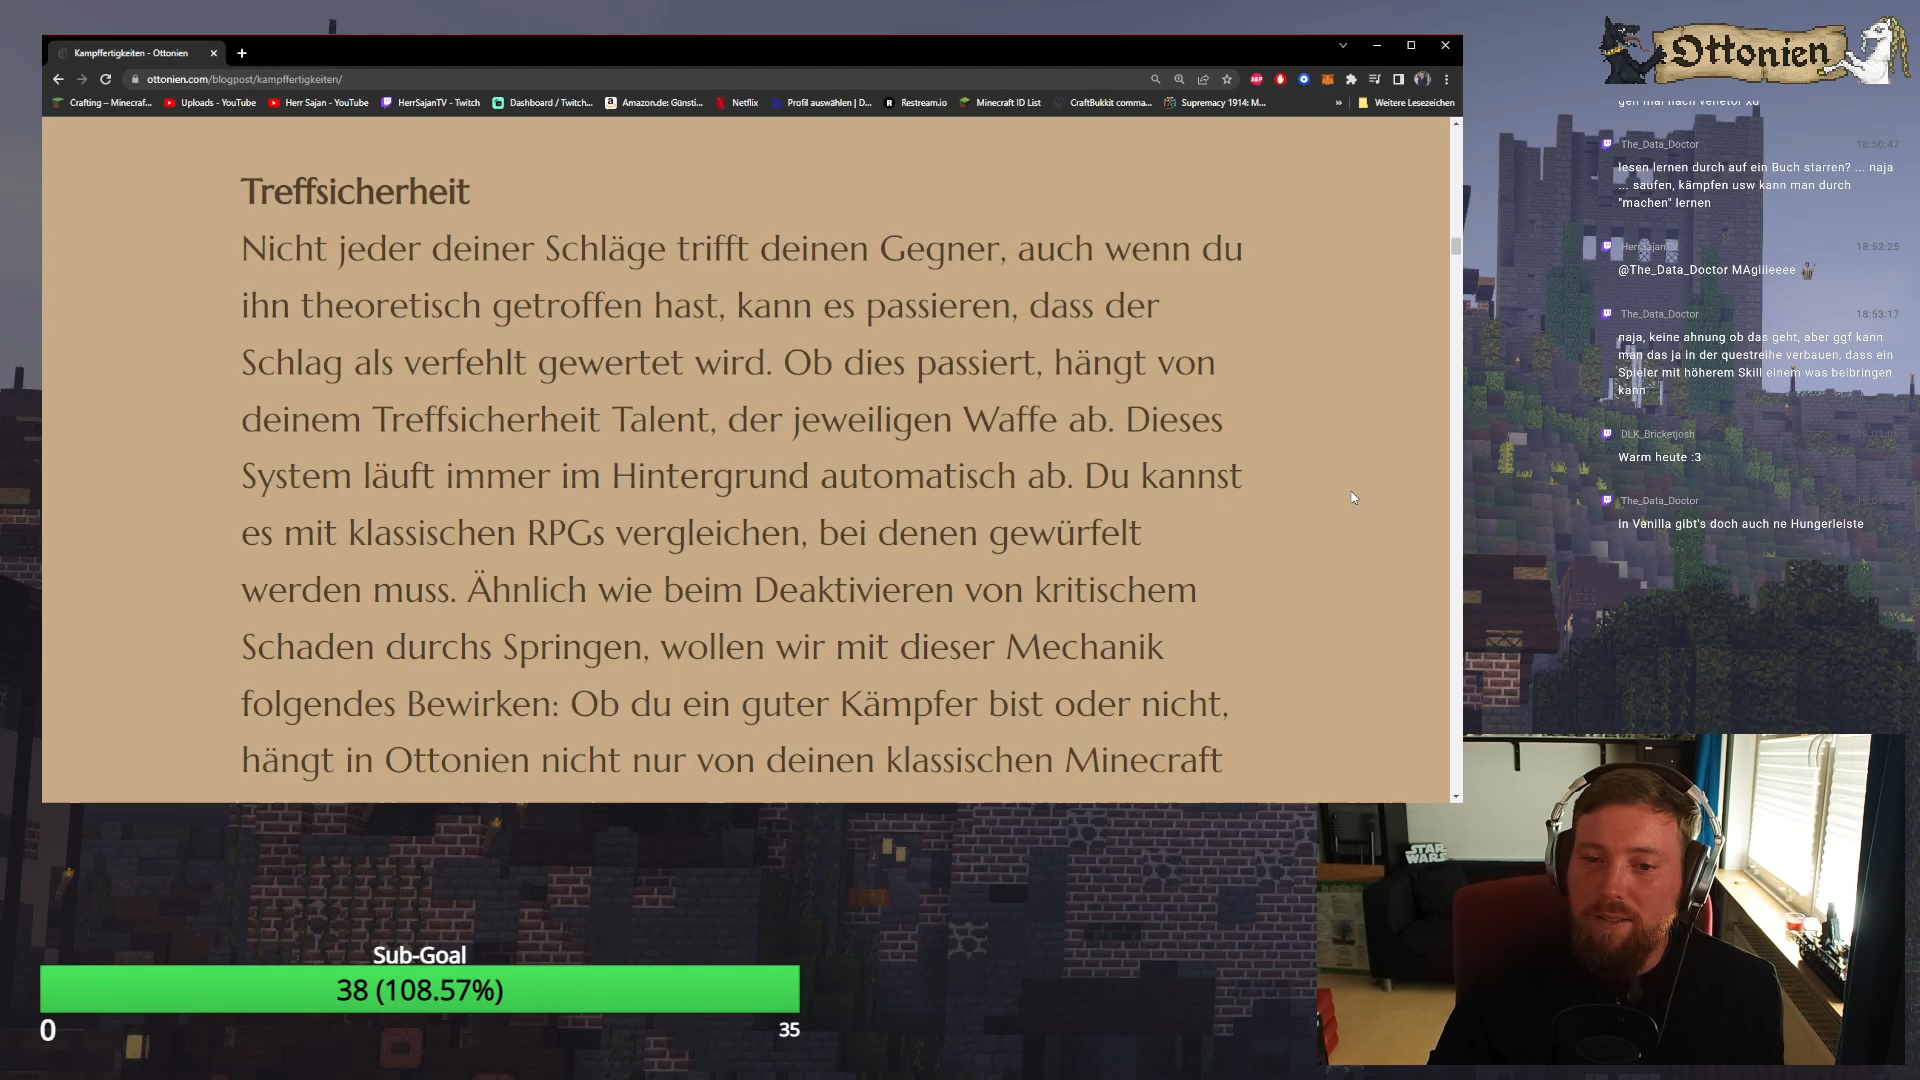 Kampffertigkeiten - Ottonien
ottonien.com/blogpost/kampffertigkeiten/
Crafting – Minecraf...
Uploads - YouTube
Herr Sajan - YouTube
HerrSajanTV - Twitch
Dashboard / Twitch...
Amazon.de: Günsti...
Netflix
Profil auswählen | D...
Restream.io
Minecraft ID List
CraftBukkit comma...
Supremacy 1914: M...
»
Weitere Lesezeichen
Treffsicherheit
Nicht jeder deiner Schläge trifft deinen Gegner, auch wenn du
ihn theoretisch getroffen hast, kann es passieren, dass der
Schlag als verfehlt gewertet wird. Ob dies passiert, hängt von
deinem Treffsicherheit Talent, der jeweiligen Waffe ab. Dieses
System läuft immer im Hintergrund automatisch ab. Du kannst
es mit klassischen RPGs vergleichen, bei denen gewürfelt
werden muss. Ähnlich wie beim Deaktivieren von kritischem
Schaden durchs Springen, wollen wir mit dieser Mechanik
folgendes Bewirken: Ob du ein guter Kämpfer bist oder nicht,
hängt in Ottonien nicht nur von deinen klassischen Minecraft
Ottonien
The_Data_Doctor 18:50:47
lesen lernen durch auf ein Buch starren? ... naja
... saufen, kämpfen usw kann man durch
"machen" lernen
HerrSajanTV 18:52:25
@The_Data_Doctor MAgiiieeee
The_Data_Doctor 18:53:17
naja, keine ahnung ob das geht, aber ggf kann
man das ja in der questreihe verbauen, dass ein
Spieler mit höherem Skill einem was beibringen
kann
DLK_Bricketjosh
Warm heute :3
The_Data_Doctor
in Vanilla gibt's doch auch ne Hungerleiste
STAR
WARS
Sub-Goal
38 (108.57%)
0
35